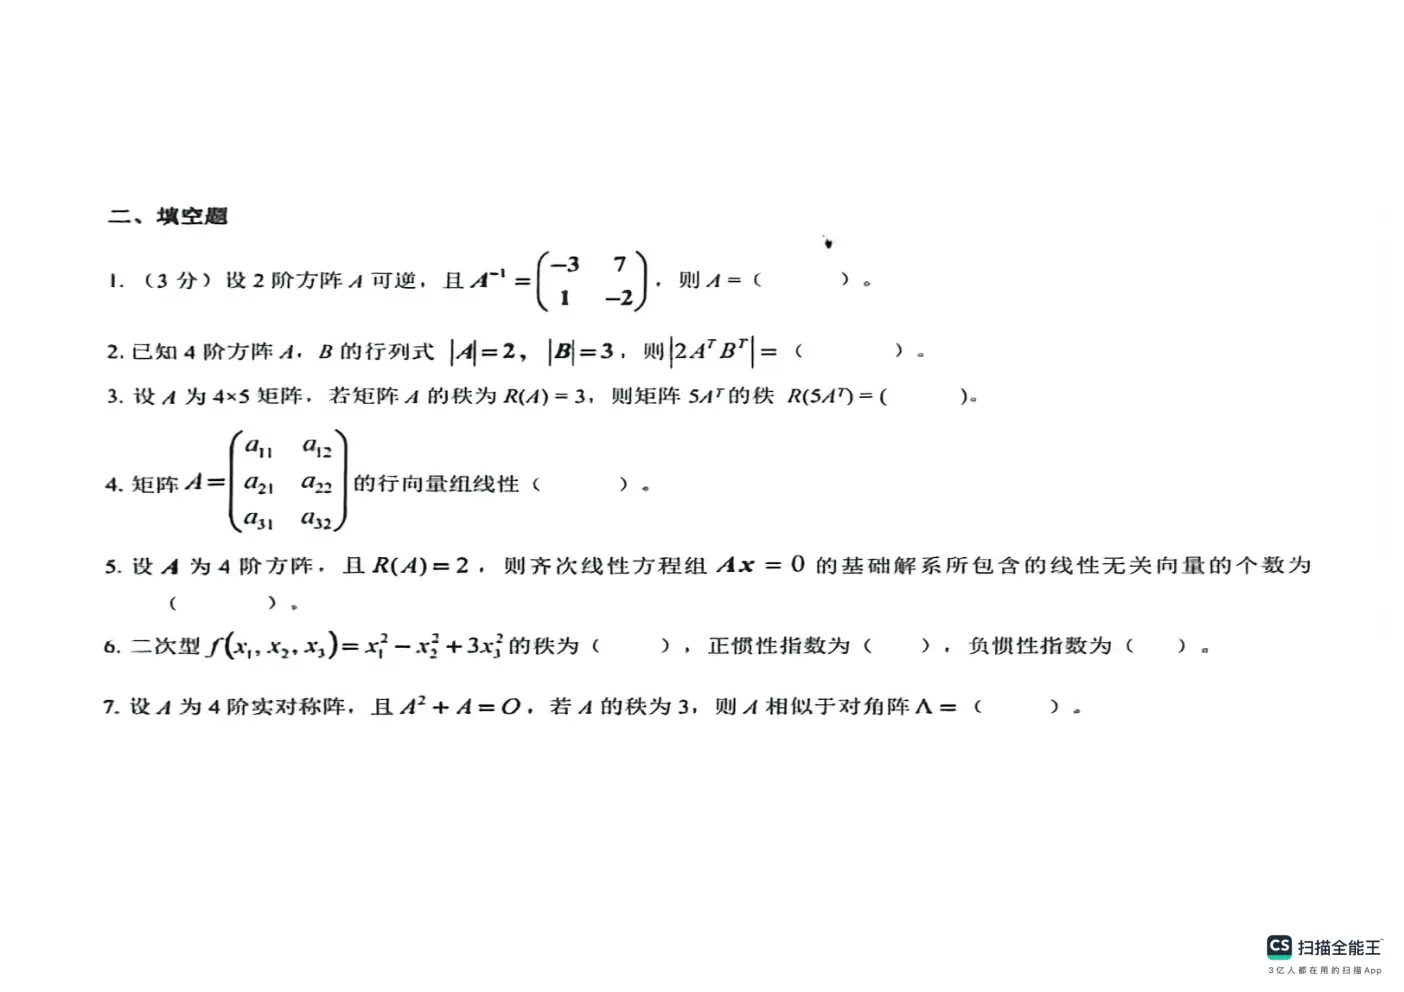 二、填空题
1. （3 分）设 2 阶方阵 A 可逆，且 A⁻¹ = (−3 7; 1 −2)，则 A =（ ）。
2. 已知 4 阶方阵 A，B 的行列式 |A|=2，|B|=3，则|2AᵀBᵀ|=（ ）。
3. 设 A 为 4×5 矩阵，若矩阵 A 的秩为 R(A) = 3，则矩阵 5Aᵀ的秩 R(5Aᵀ) = ( )。
4. 矩阵 A= (a₁₁ a₁₂; a₂₁ a₂₂; a₃₁ a₃₂) 的行向量组线性（ ）。
5. 设 A 为 4 阶方阵，且 R(A)=2，则齐次线性方程组 Ax = 0 的基础解系所包含的线性无关向量的个数为
（ ）。
6. 二次型 f(x₁, x₂, x₃)= x₁² − x₂² + 3x₃² 的秩为（ ），正惯性指数为（ ），负惯性指数为（ ）。
7. 设 A 为 4 阶实对称阵，且 A² + A = O，若 A 的秩为 3，则 A 相似于对角阵 Λ =（ ）。
CS 扫描全能王
3亿人都在用的扫描App